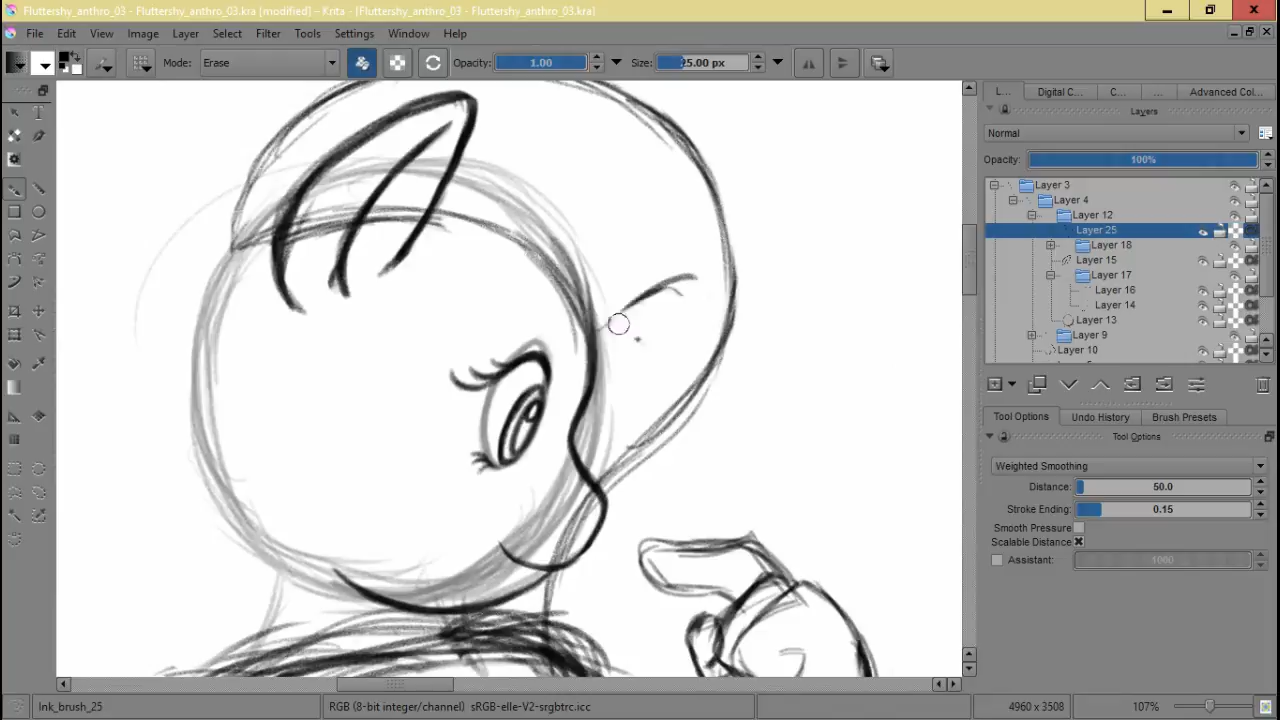 Fluttershy_anthro_03 - Fluttershy_anthro_03.kra [modified] - Krita - [Fluttershy_anthro_03 - Fluttershy_anthro_03.kra]
File Edit View Image Layer Select Filter Tools Settings Window Help
Mode: Erase Opacity: 1.00 Size: 25.00 px
L... Digital C... C... ... Advanced Col...
Layers
Normal
Opacity: 100%
Layer 3
Layer 4
Layer 12
Layer 25
Layer 18
Layer 15
Layer 17
Layer 16
Layer 14
Layer 13
Layer 9
Layer 10
Tool Options Undo History Brush Presets
Tool Options
Weighted Smoothing
Distance: 50.0
Stroke Ending: 0.15
Smooth Pressure
Scalable Distance
Assistant: 1000
Ink_brush_25 RGB (8-bit integer/channel) sRGB-elle-V2-srgbtrc.icc 4960 x 3508 107%